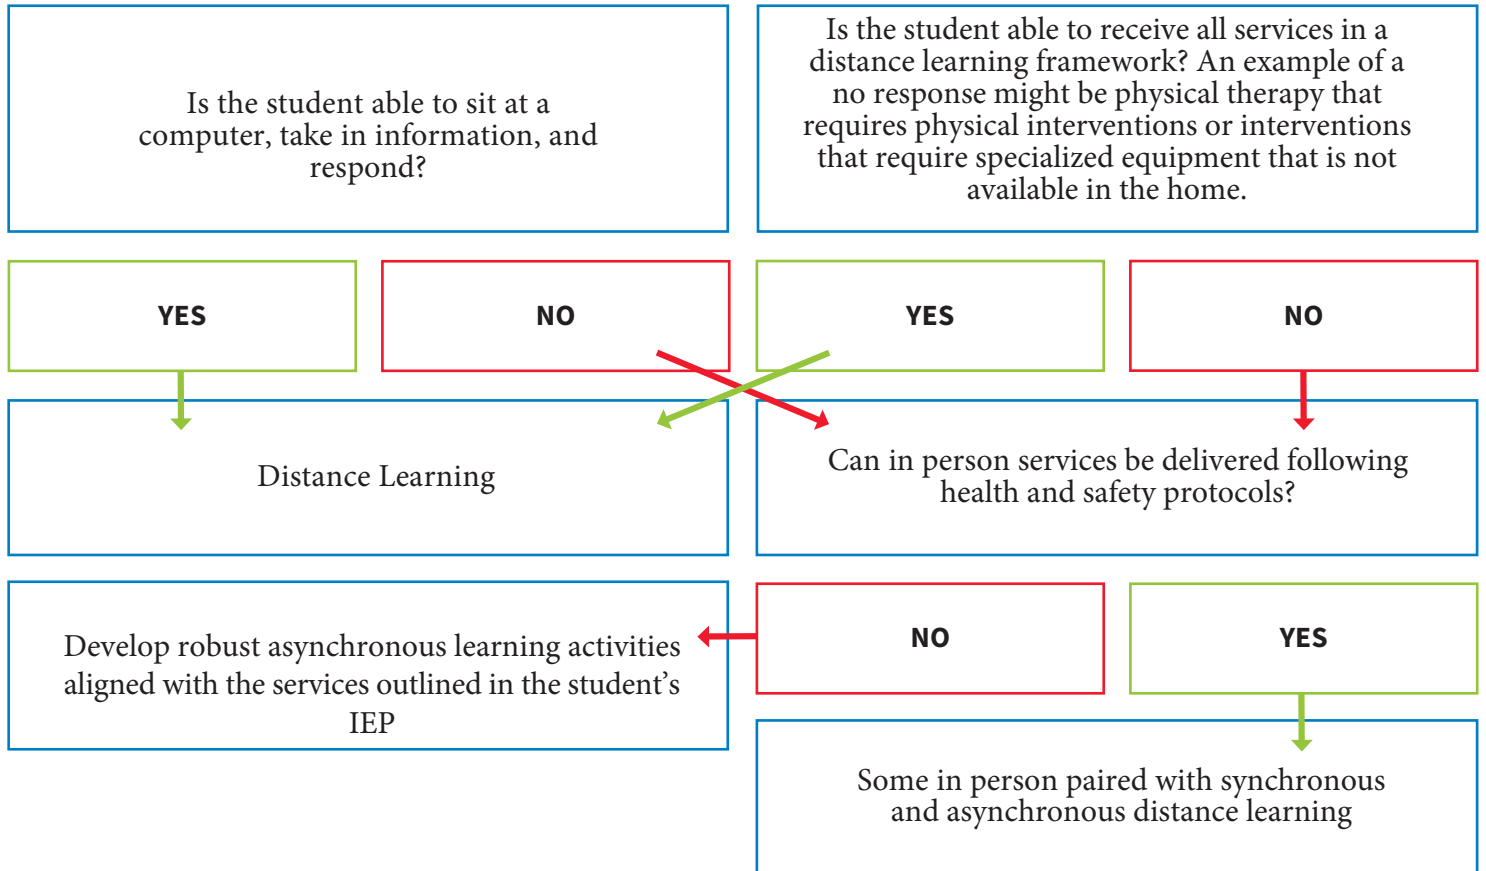 Is the student able to sit at a
computer, take in information, and
respond?
Is the student able to receive all services in a
distance learning framework? An example of a
no response might be physical therapy that
requires physical interventions or interventions
that require specialized equipment that is not
available in the home.
YES
NO
YES
NO
Distance Learning
Can in person services be delivered following
health and safety protocols?
Develop robust asynchronous learning activities
aligned with the services outlined in the student’s
IEP
NO
YES
Some in person paired with synchronous
and asynchronous distance learning